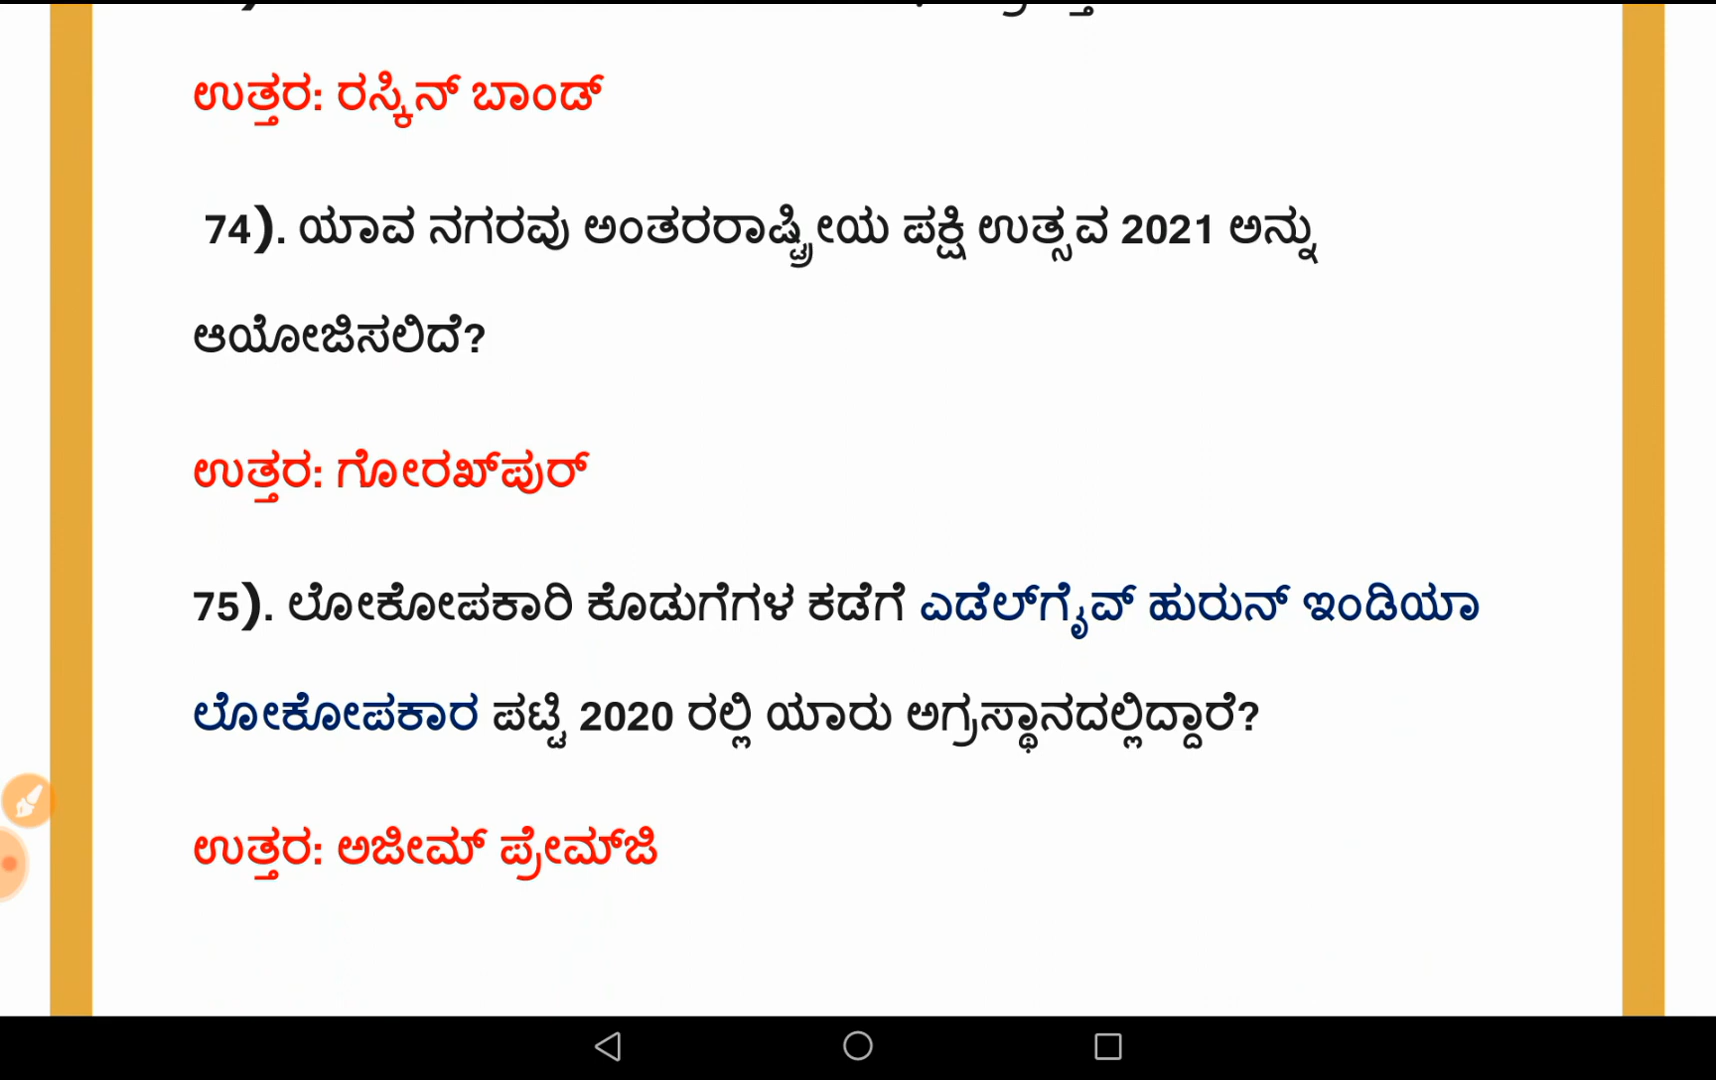 ಉತ್ತರ: ರಸ್ಕಿನ್ ಬಾಂಡ್
74). ಯಾವ ನಗರವು ಅಂತರರಾಷ್ಟ್ರೀಯ ಪಕ್ಷಿ ಉತ್ಸವ 2021 ಅನ್ನು
ಆಯೋಜಿಸಲಿದೆ?
ಉತ್ತರ: ಗೋರಖ್‌ಪುರ್
75). ಲೋಕೋಪಕಾರಿ ಕೊಡುಗೆಗಳ ಕಡೆಗೆ ಎಡೆಲ್‌ಗೈವ್ ಹುರುನ್ ಇಂಡಿಯಾ
ಲೋಕೋಪಕಾರ ಪಟ್ಟಿ 2020 ರಲ್ಲಿ ಯಾರು ಅಗ್ರಸ್ಥಾನದಲ್ಲಿದ್ದಾರೆ?
ಉತ್ತರ: ಅಜೀಮ್ ಪ್ರೇಮ್‌ಜಿ